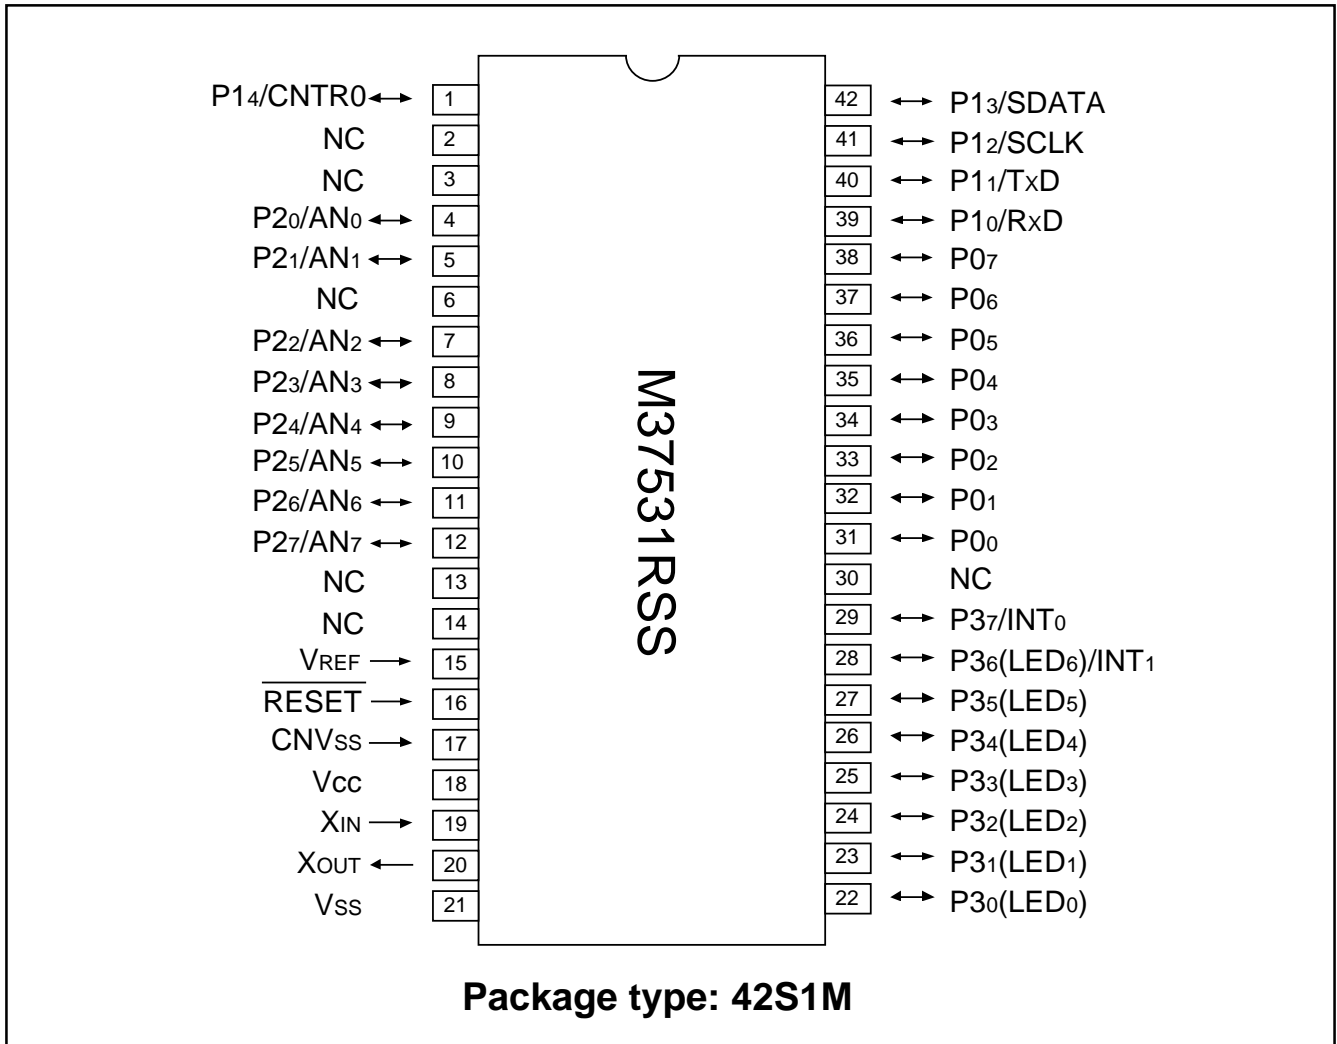 P14/CNTR0 1
NC 2
NC 3
P20/AN0 4
P21/AN1 5
NC 6
P22/AN2 7
P23/AN3 8
P24/AN4 9
P25/AN5 10
P26/AN6 11
P27/AN7 12
NC 13
NC 14
VREF 15
RESET 16
CNVSS 17
Vcc 18
XIN 19
XOUT 20
VSS 21
M37531RSS
42 P13/SDATA
41 P12/SCLK
40 P11/TXD
39 P10/RXD
38 P07
37 P06
36 P05
35 P04
34 P03
33 P02
32 P01
31 P00
30 NC
29 P37/INT0
28 P36(LED6)/INT1
27 P35(LED5)
26 P34(LED4)
25 P33(LED3)
24 P32(LED2)
23 P31(LED1)
22 P30(LED0)
Package type: 42S1M